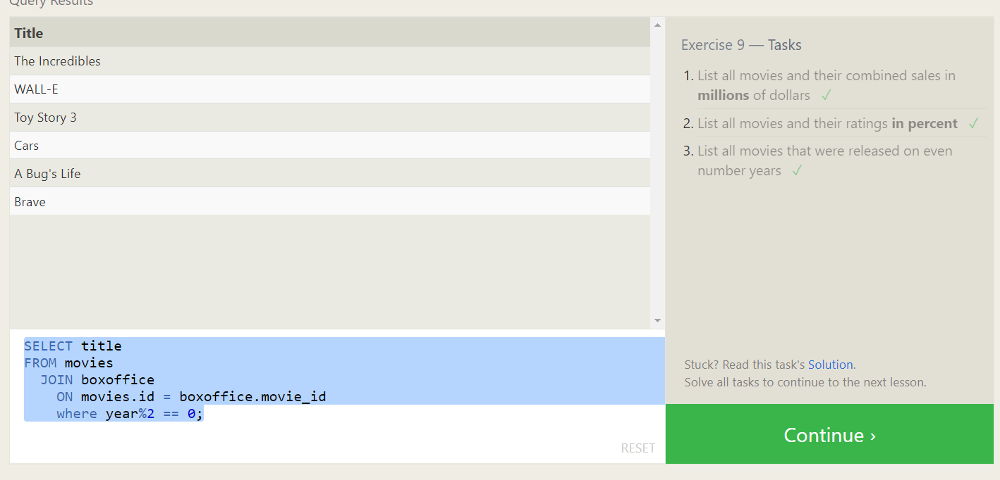 Query Results
Title
The Incredibles
WALL-E
Toy Story 3
Cars
A Bug's Life
Brave
SELECT title
FROM movies
  JOIN boxoffice
    ON movies.id = boxoffice.movie_id
    where year%2 == 0;
RESET
Exercise 9 — Tasks
1. List all movies and their combined sales in
millions of dollars ✓
2. List all movies and their ratings in percent ✓
3. List all movies that were released on even
number years ✓
Stuck? Read this task's Solution.
Solve all tasks to continue to the next lesson.
Continue ›